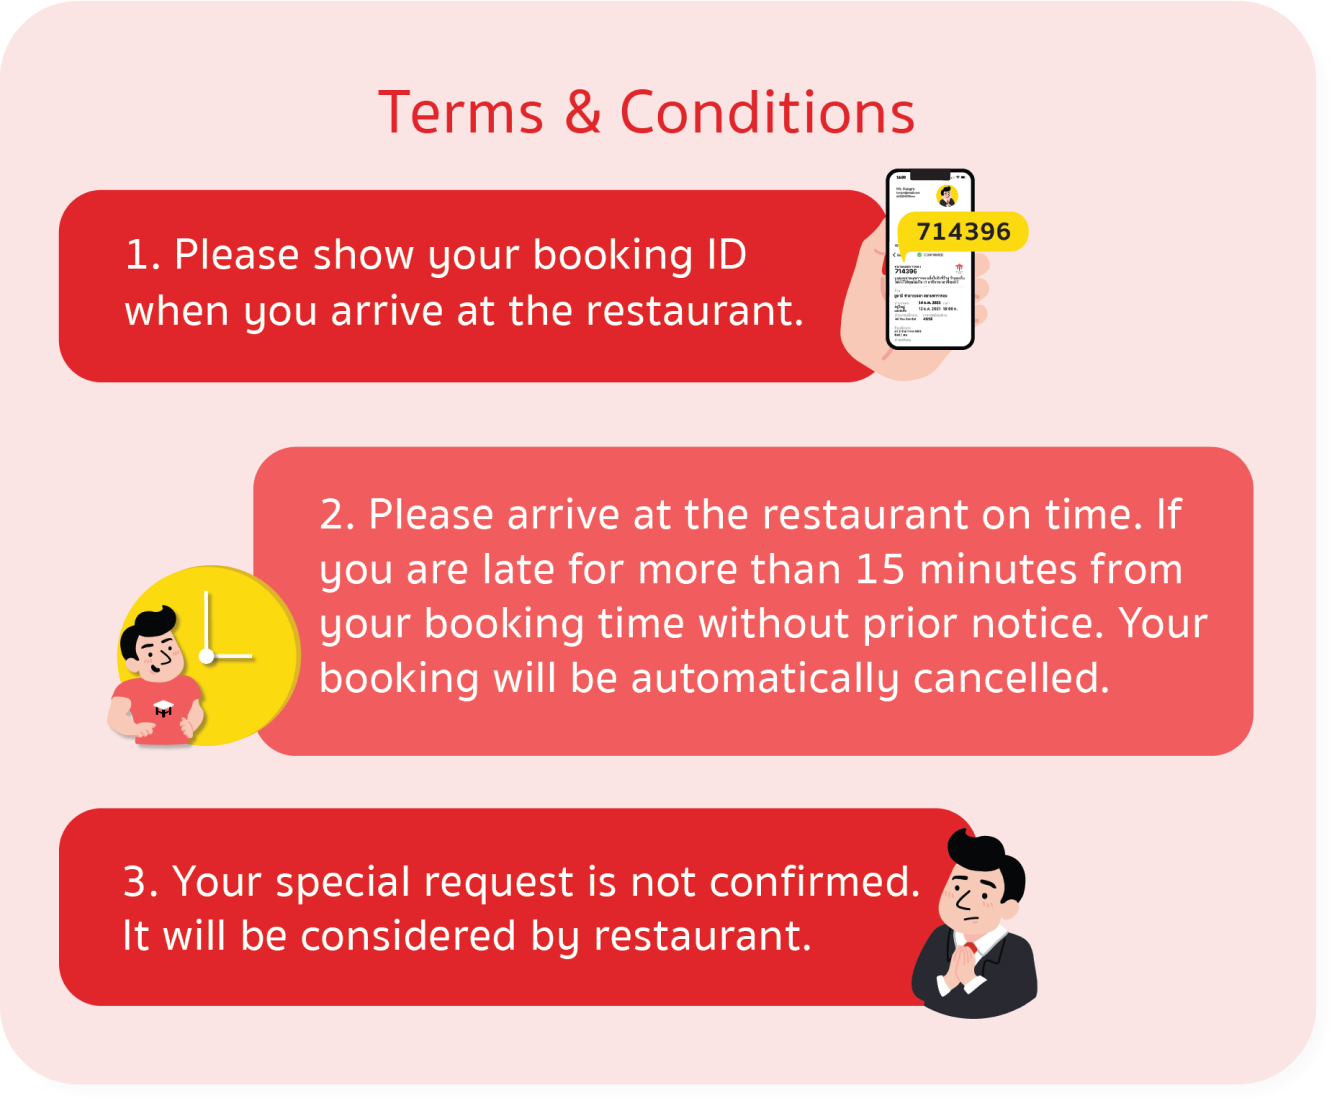 Terms & Conditions
1. Please show your booking ID
when you arrive at the restaurant.
714396
714396
2. Please arrive at the restaurant on time. If
you are late for more than 15 minutes from
your booking time without prior notice. Your
booking will be automatically cancelled.
3. Your special request is not confirmed.
It will be considered by restaurant.